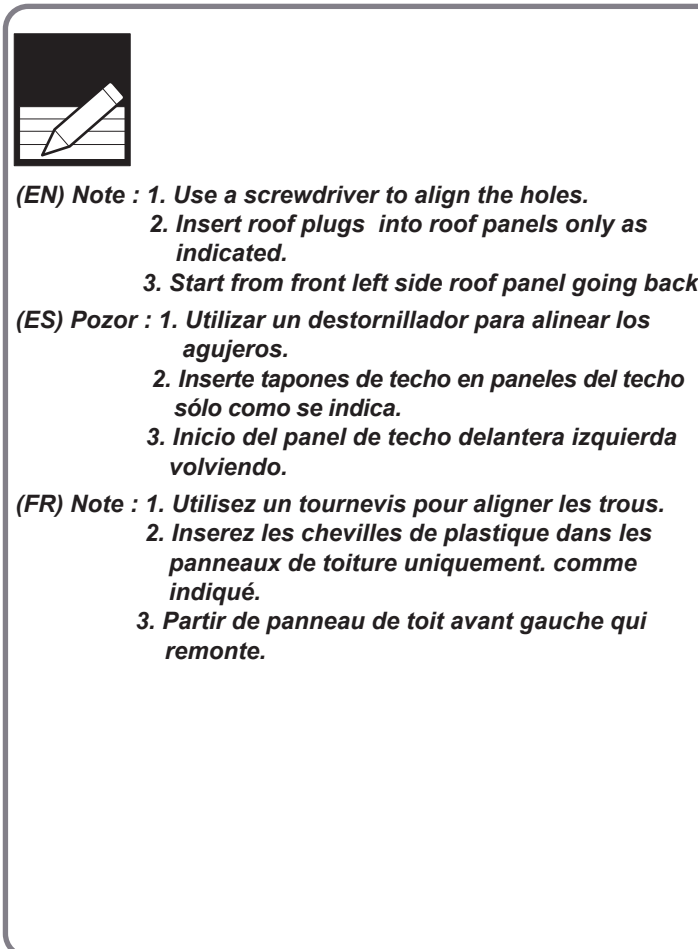 (EN) Note : 1. Use a screwdriver to align the holes.
2. Insert roof plugs into roof panels only as
indicated.
3. Start from front left side roof panel going back
(ES) Pozor : 1. Utilizar un destornillador para alinear los
agujeros.
2. Inserte tapones de techo en paneles del techo
sólo como se indica.
3. Inicio del panel de techo delantera izquierda
volviendo.
(FR) Note : 1. Utilisez un tournevis pour aligner les trous.
2. Inserez les chevilles de plastique dans les
panneaux de toiture uniquement. comme
indiqué.
3. Partir de panneau de toit avant gauche qui
remonte.